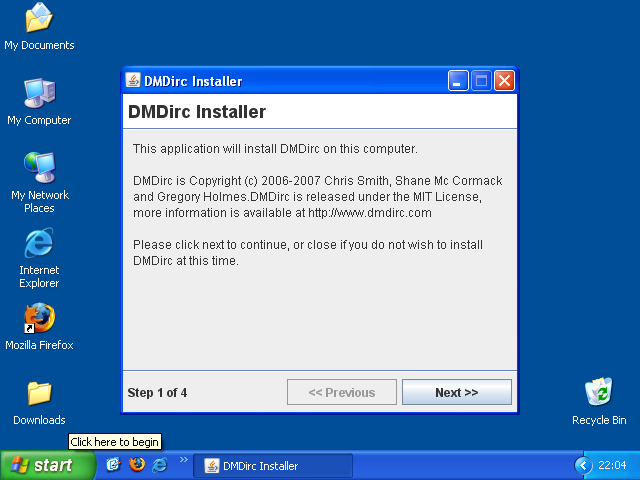 My Documents
My Computer
My Network
Places
Internet
Explorer
Mozilla Firefox
Downloads
DMDirc Installer
DMDirc Installer
This application will install DMDirc on this computer.
DMDirc is Copyright (c) 2006-2007 Chris Smith, Shane Mc Cormack
and Gregory Holmes.DMDirc is released under the MIT License,
more information is available at http://www.dmdirc.com
Please click next to continue, or close if you do not wish to install
DMDirc at this time.
Step 1 of 4
<< Previous
Next >>
Recycle Bin
Click here to begin
start
DMDirc Installer
22:04